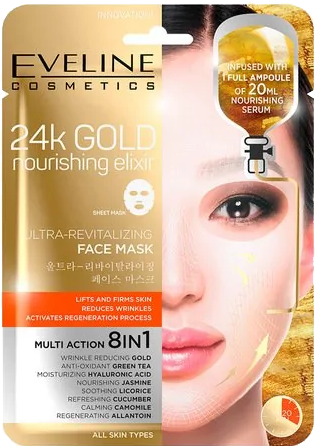 INNOVATION
EVELINE
COSMETICS
24k GOLD
nourishing elixir
INFUSED WITH
1 FULL AMPOULE
OF 20ML
NOURISHING
SERUM
SHEET MASK
ULTRA-REVITALIZING
FACE MASK
울트라-리바이탈라이징
페이스 마스크
LIFTS AND FIRMS SKIN
REDUCES WRINKLES
ACTIVATES REGENERATION PROCESS
MULTI ACTION 8IN1
WRINKLE REDUCING GOLD
ANTI-OXIDANT GREEN TEA
MOISTURIZING HYALURONIC ACID
NOURISHING JASMINE
SOOTHING LICORICE
REFRESHING CUCUMBER
CALMING CAMOMILE
REGENERATING ALLANTOIN
20
ALL SKIN TYPES